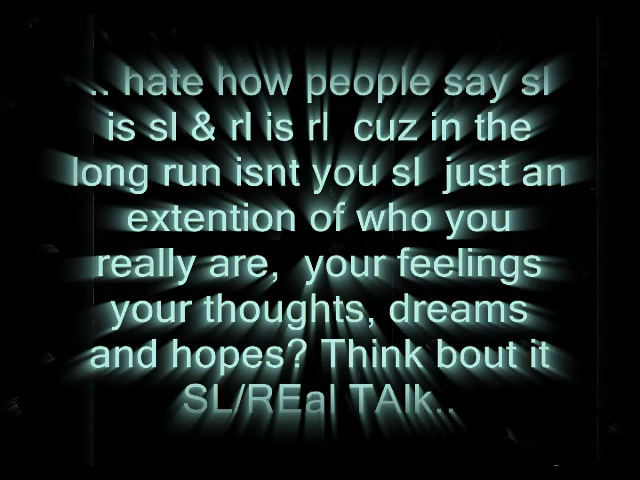 .. hate how people say sl
is sl & rl is rl cuz in the
long run isnt you sl just an
extention of who you
really are, your feelings
your thoughts, dreams
and hopes? Think bout it
SL/REal TAlk..